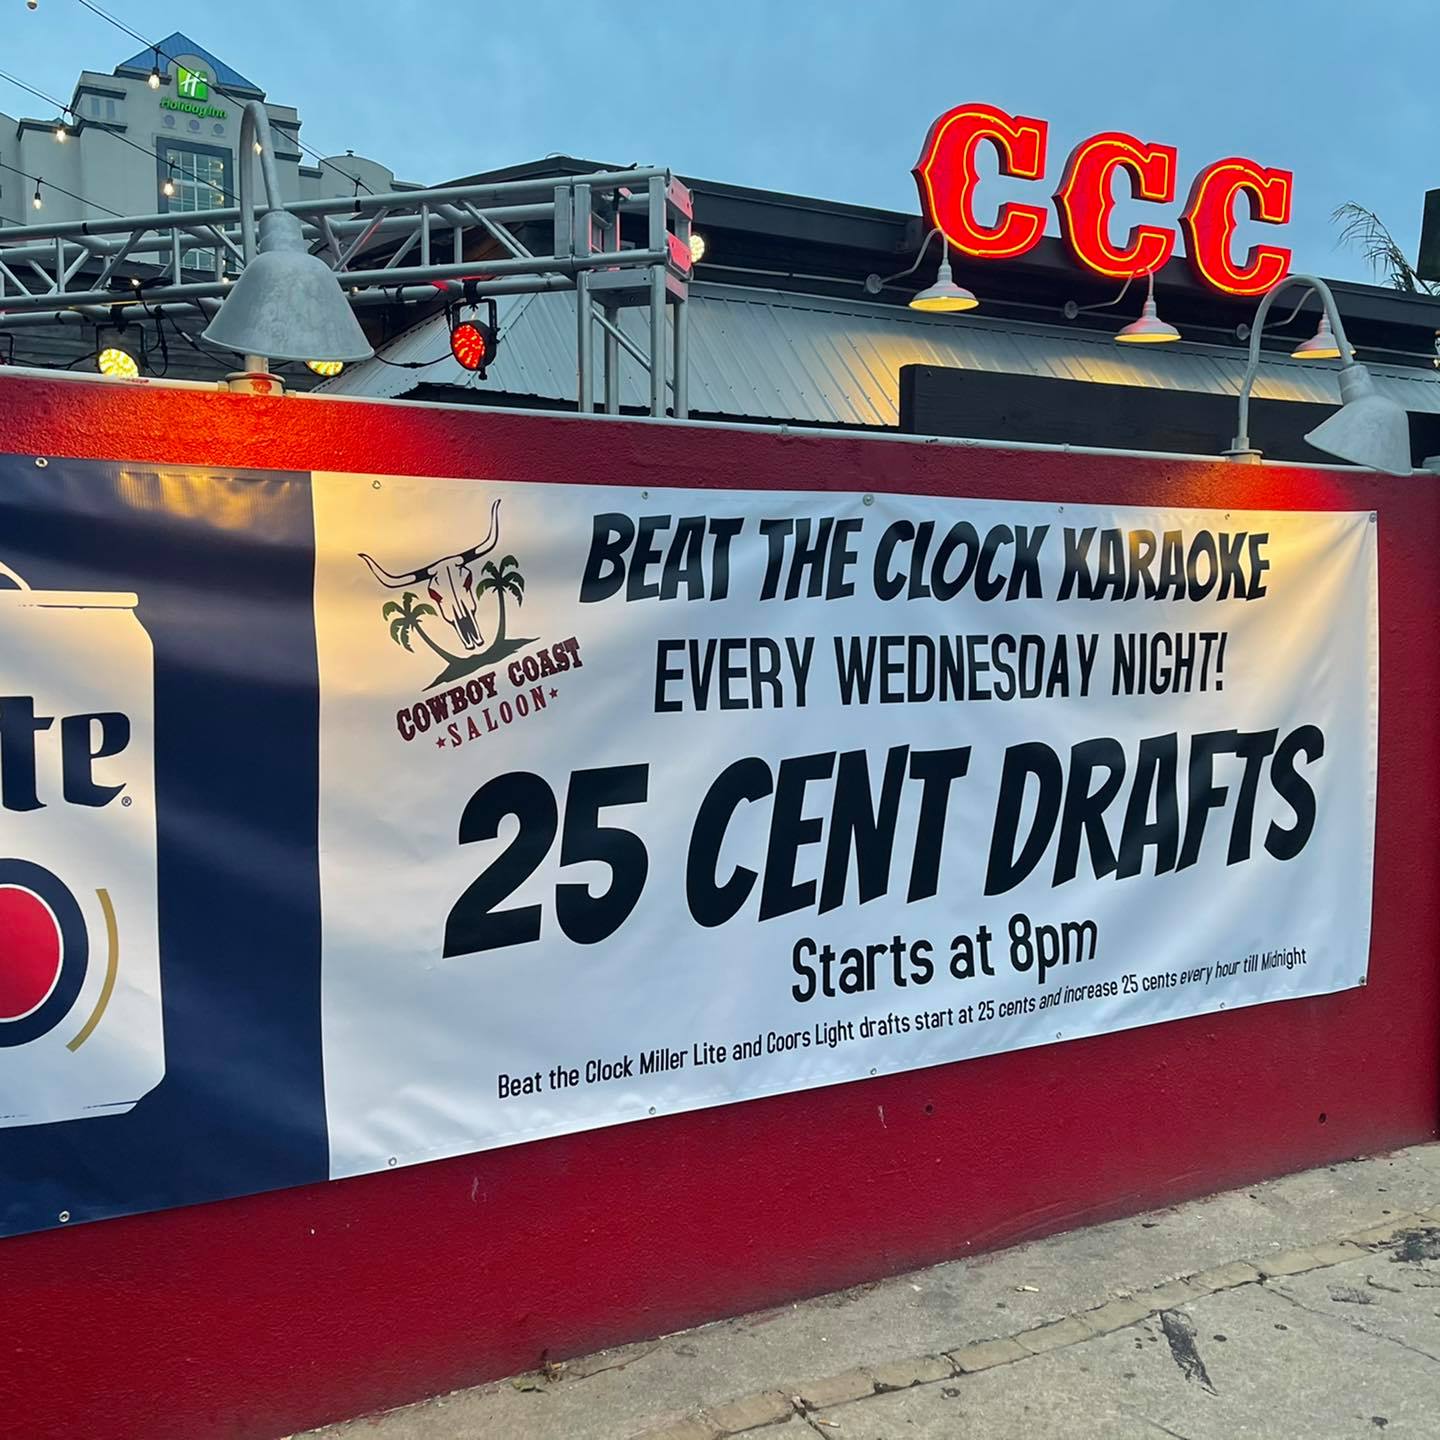 H
Holiday Inn
CCC
BEAT THE CLOCK KARAOKE
EVERY WEDNESDAY NIGHT!
COWBOY COAST
SALOON
25 CENT DRAFTS
Starts at 8pm
Beat the Clock Miller Lite and Coors Light drafts start at 25 cents and increase 25 cents every hour till Midnight
te®